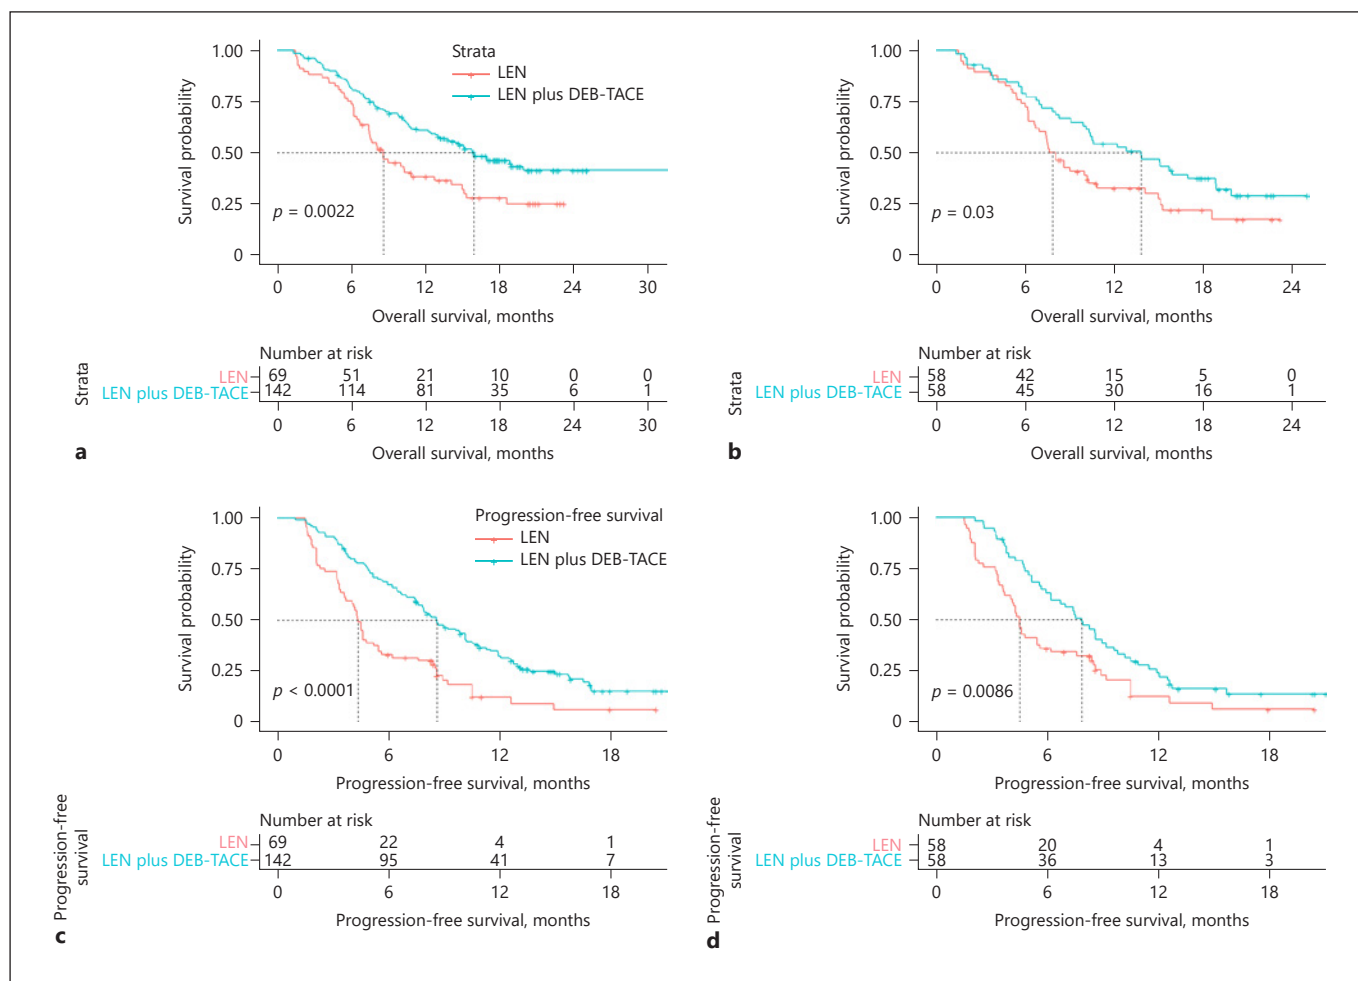 1.00
0.75
0.50
0.25
0
Survival probability
Strata
LEN
LEN plus DEB-TACE
p = 0.0022
0 6 12 18 24 30
Overall survival, months
Number at risk
Strata
LEN 69 51 21 10 0 0
LEN plus DEB-TACE 142 114 81 35 6 1
0 6 12 18 24 30
Overall survival, months
a
1.00
0.75
0.50
0.25
0
Survival probability
p = 0.03
0 6 12 18 24
Overall survival, months
Number at risk
Strata
LEN 58 42 15 5 0
LEN plus DEB-TACE 58 45 30 16 1
0 6 12 18 24
Overall survival, months
b
1.00
0.75
0.50
0.25
0
Survival probability
Progression-free survival
LEN
LEN plus DEB-TACE
p < 0.0001
0 6 12 18
Progression-free survival, months
Number at risk
Progression-free
survival
LEN 69 22 4 1
LEN plus DEB-TACE 142 95 41 7
0 6 12 18
Progression-free survival, months
c
1.00
0.75
0.50
0.25
0
Survival probability
p = 0.0086
0 6 12 18
Progression-free survival, months
Number at risk
Progression-free
survival
LEN 58 20 4 1
LEN plus DEB-TACE 58 36 13 3
0 6 12 18
Progression-free survival, months
d